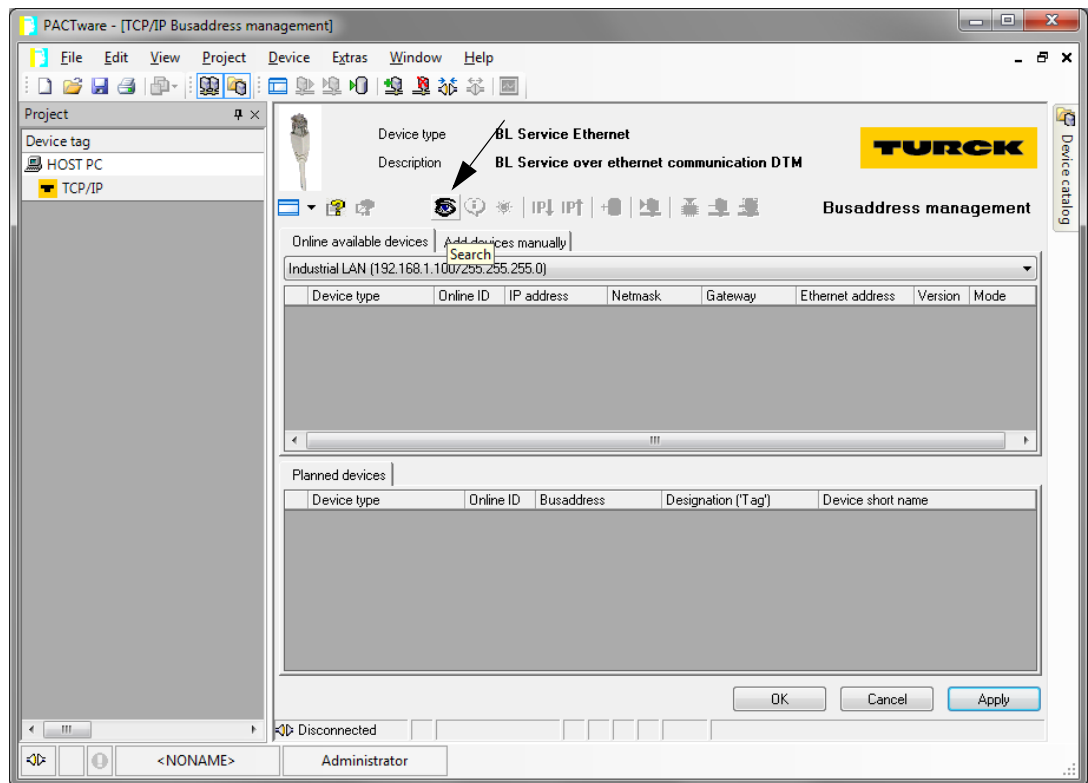 PACTware - [TCP/IP Busaddress management]
File Edit View Project Device Extras Window Help
Project
Device tag
HOST PC
TCP/IP
Device type BL Service Ethernet
Description BL Service over ethernet communication DTM
TURCK
Device catalog
IP IP
Busaddress management
Online available devices Add devices manually
Search
Industrial LAN (192.168.1.100/255.255.255.0)
Device type Online ID IP address Netmask Gateway Ethernet address Version Mode
Planned devices
Device type Online ID Busaddress Designation ('Tag') Device short name
OK Cancel Apply
Disconnected
<NONAME> Administrator